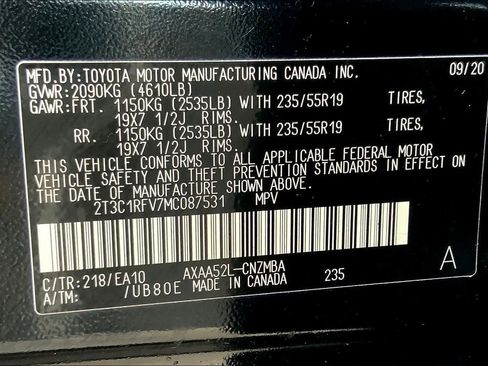 MFD.BY:TOYOTA MOTOR MANUFACTURING CANADA INC. 09/20
GVWR:2090KG (4610LB)
GAWR:FRT. 1150KG (2535LB) WITH 235/55R19 TIRES,
19X7 1/2J RIMS.
RR. 1150KG (2535LB) WITH 235/55R19 TIRES,
19X7 1/2J RIMS.
THIS VEHICLE CONFORMS TO ALL APPLICABLE FEDERAL MOTOR
VEHICLE SAFETY AND THEFT PREVENTION STANDARDS IN EFFECT ON
THE DATE OF MANUFACTURE SHOWN ABOVE.
2T3C1RFV7MC087531 MPV
C/TR:218/EA10 AXAA52L-CNZMBA 235 A
A/TM: /UB80E MADE IN CANADA